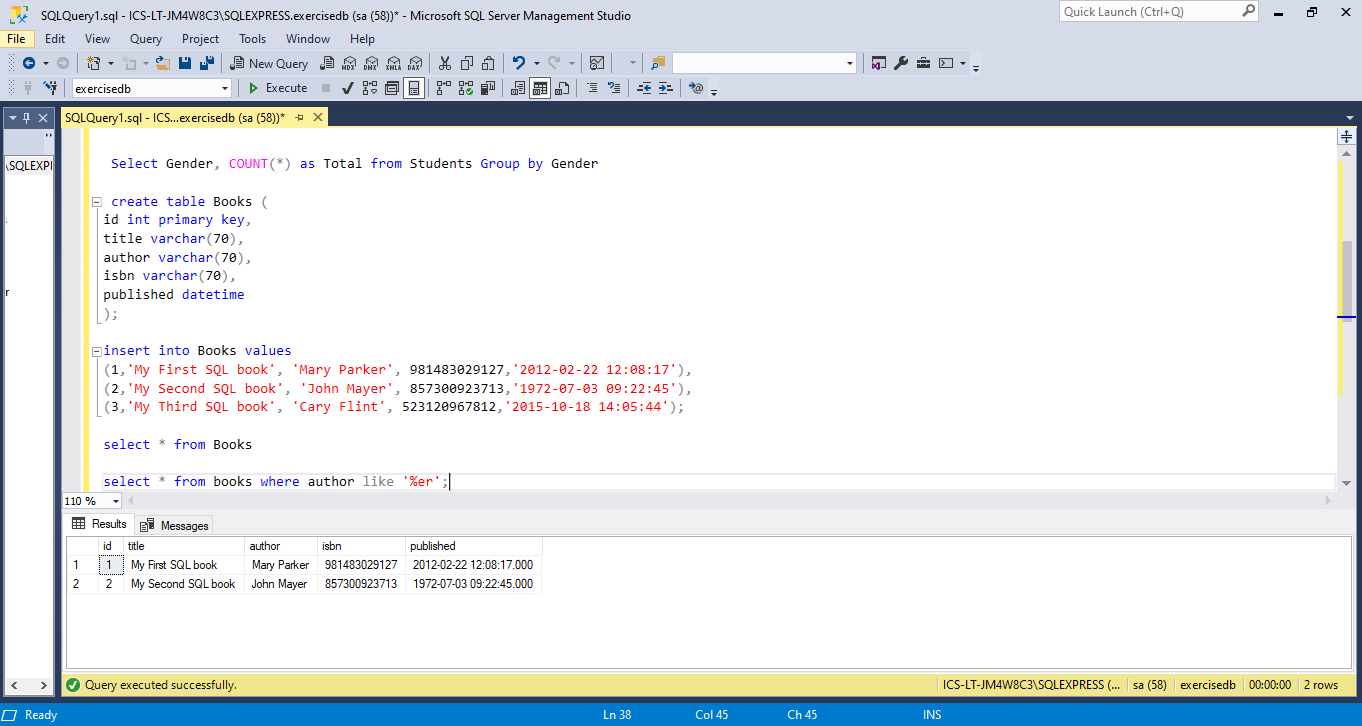 SQLQuery1.sql - ICS-LT-JM4W8C3\SQLEXPRESS.exercisedb (sa (58))* - Microsoft SQL Server Management Studio
Quick Launch (Ctrl+Q)
File Edit View Query Project Tools Window Help
New Query MDX DMX XMLA DAX
exercisedb Execute
SQLQuery1.sql - ICS...exercisedb (sa (58))*
\SQLEXPI
Select Gender, COUNT(*) as Total from Students Group by Gender
create table Books (
id int primary key,
title varchar(70),
author varchar(70),
isbn varchar(70),
published datetime
);
insert into Books values
(1,'My First SQL book', 'Mary Parker', 981483029127,'2012-02-22 12:08:17'),
(2,'My Second SQL book', 'John Mayer', 857300923713,'1972-07-03 09:22:45'),
(3,'My Third SQL book', 'Cary Flint', 523120967812,'2015-10-18 14:05:44');
select * from Books
select * from books where author like '%er';
110 %
Results Messages
id title author isbn published
1 1 My First SQL book Mary Parker 981483029127 2012-02-22 12:08:17.000
2 2 My Second SQL book John Mayer 857300923713 1972-07-03 09:22:45.000
Query executed successfully. ICS-LT-JM4W8C3\SQLEXPRESS (... sa (58) exercisedb 00:00:00 2 rows
Ready Ln 38 Col 45 Ch 45 INS